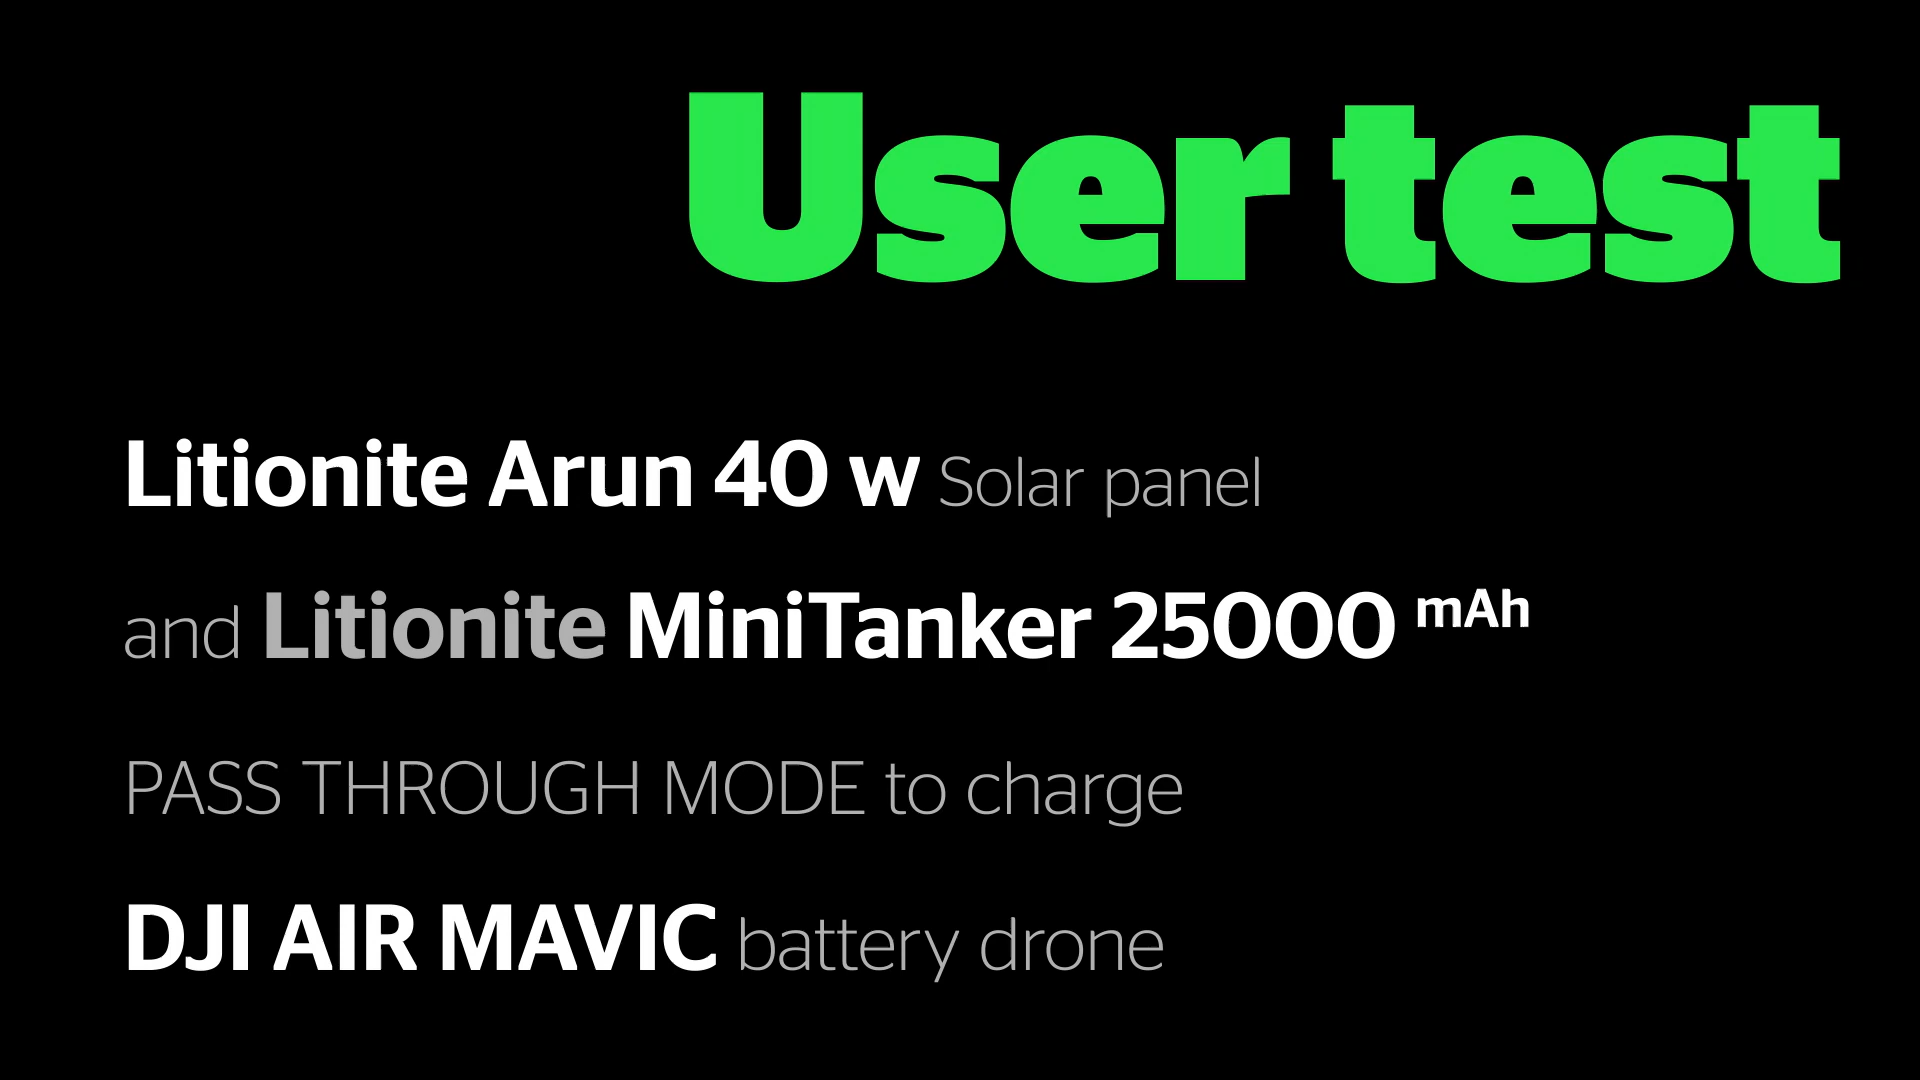 User test
Litionite Arun 40 w Solar panel
and Litionite MiniTanker 25000 mAh
PASS THROUGH MODE to charge
DJI AIR MAVIC battery drone